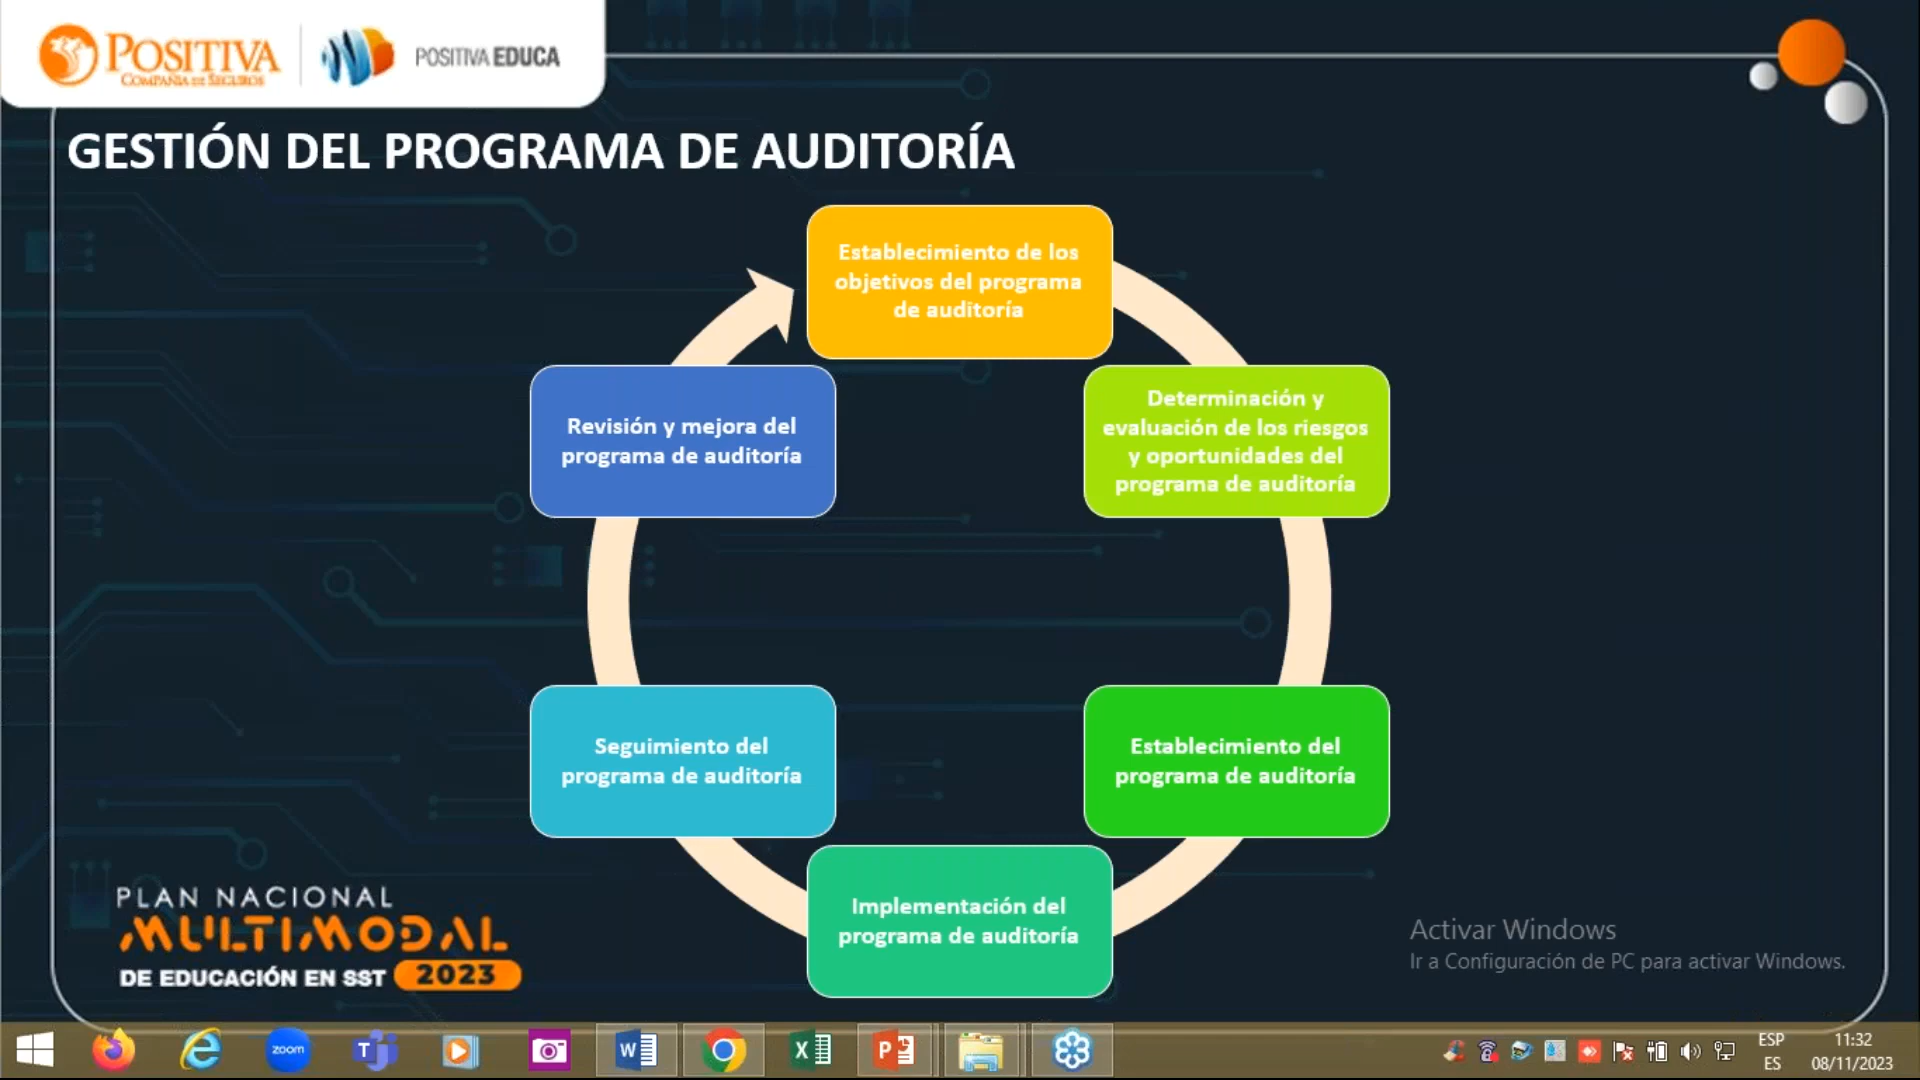 POSITIVA
COMPAÑIA DE SEGUROS
POSITIVA EDUCA
GESTIÓN DEL PROGRAMA DE AUDITORÍA
Establecimiento de los
objetivos del programa
de auditoría
Determinación y
evaluación de los riesgos
y oportunidades del
programa de auditoría
Establecimiento del
programa de auditoría
Implementación del
programa de auditoría
Seguimiento del
programa de auditoría
Revisión y mejora del
programa de auditoría
PLAN NACIONAL
MULTIMODAL
DE EDUCACIÓN EN SST 2023
Activar Windows
Ir a Configuración de PC para activar Windows.
zoom
ESP
ES
11:32
08/11/2023